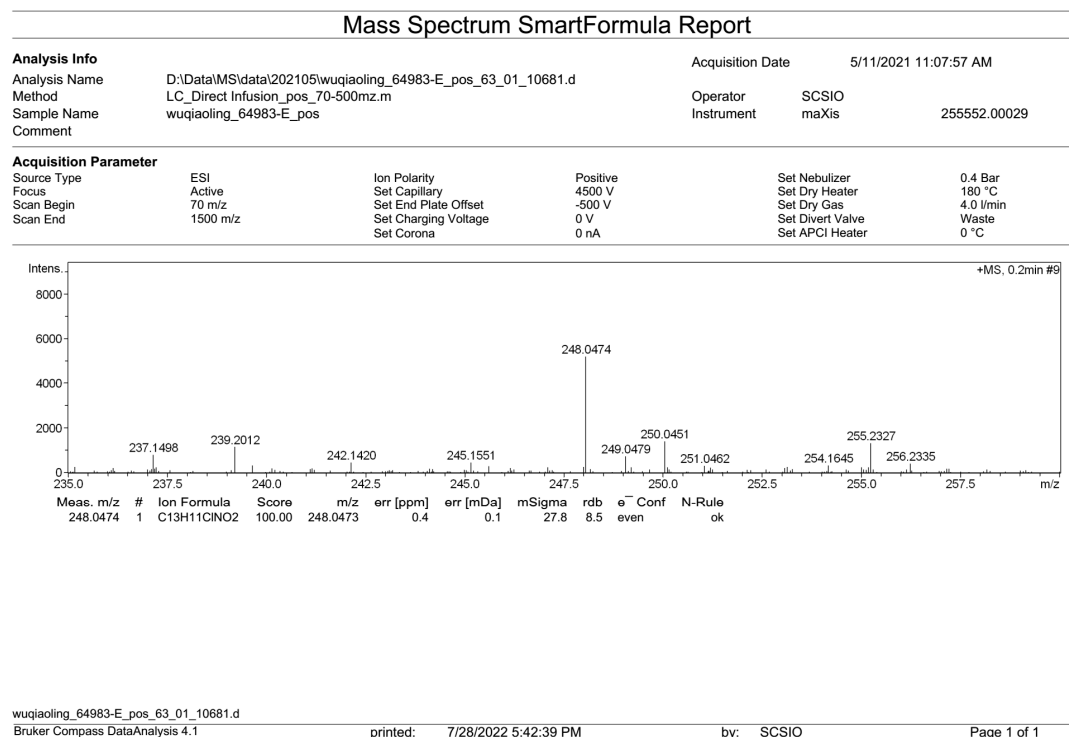 Mass Spectrum SmartFormula Report
Analysis Info
Acquisition Date 5/11/2021 11:07:57 AM
Analysis Name D:\Data\MS\data\202105\wuqiaoling_64983-E_pos_63_01_10681.d
Method LC_Direct Infusion_pos_70-500mz.m Operator SCSIO
Sample Name wuqiaoling_64983-E_pos Instrument maXis 255552.00029
Comment
Acquisition Parameter
Source Type ESI Ion Polarity Positive Set Nebulizer 0.4 Bar
Focus Active Set Capillary 4500 V Set Dry Heater 180 °C
Scan Begin 70 m/z Set End Plate Offset -500 V Set Dry Gas 4.0 l/min
Scan End 1500 m/z Set Charging Voltage 0 V Set Divert Valve Waste
Set Corona 0 nA Set APCI Heater 0 °C
Intens. +MS, 0.2min #9
8000
6000
248.0474
4000
2000
237.1498 239.2012 242.1420 245.1551 249.0479 250.0451 251.0462 254.1645 255.2327 256.2335
0
235.0 237.5 240.0 242.5 245.0 247.5 250.0 252.5 255.0 257.5 m/z
Meas. m/z # Ion Formula Score m/z err [ppm] err [mDa] mSigma rdb e¯ Conf N-Rule
248.0474 1 C13H11ClNO2 100.00 248.0473 0.4 0.1 27.8 8.5 even ok
wuqiaoling_64983-E_pos_63_01_10681.d
Bruker Compass DataAnalysis 4.1 printed: 7/28/2022 5:42:39 PM by: SCSIO Page 1 of 1